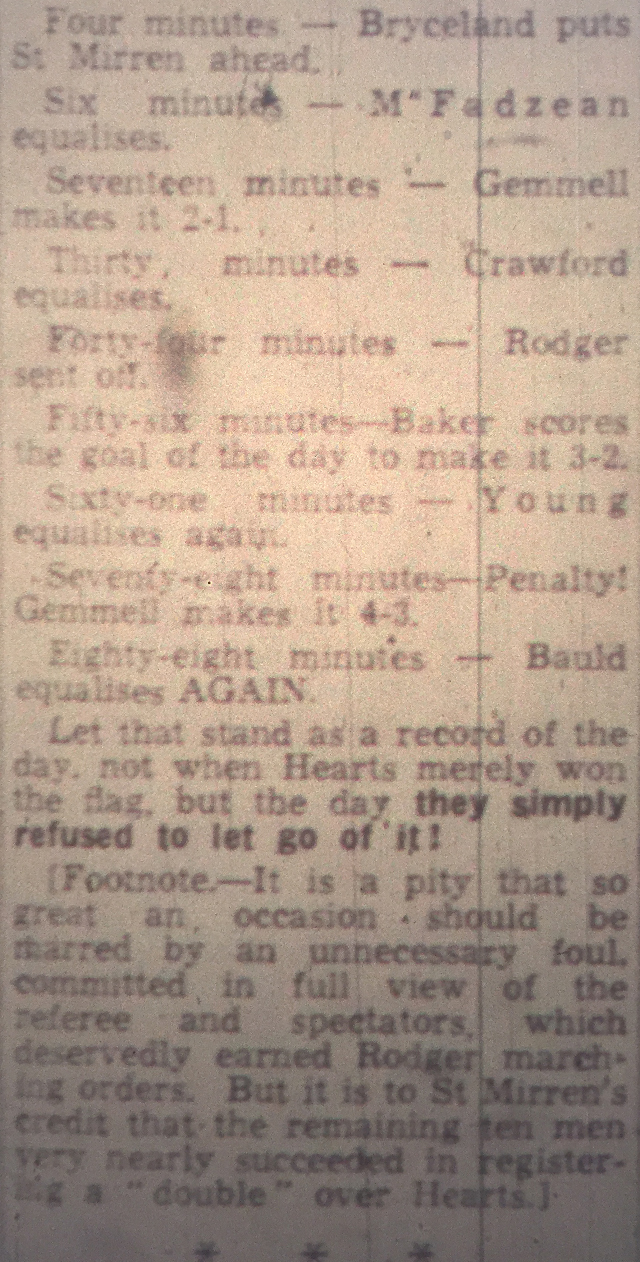 Four minutes — Bryceland puts
St Mirren ahead.
Six minutes — M‘Fadzean
equalises.
Seventeen minutes — Gemmell
makes it 2-1.
Thirty minutes — Crawford
equalises.
Forty-four minutes — Rodger
sent off.
Fifty-six minutes—Baker scores
the goal of the day to make it 3-2.
Sixty-one minutes — Young
equalises again.
Seventy-eight minutes—Penalty!
Gemmell makes it 4-3.
Eighty-eight minutes — Bauld
equalises AGAIN.
Let that stand as a record of the
day, not when Hearts merely won
the flag, but the day they simply
refused to let go of it!
[Footnote.—It is a pity that so
great an occasion should be
marred by an unnecessary foul,
committed in full view of the
referee and spectators, which
deservedly earned Rodger march-
ing orders. But it is to St Mirren's
credit that the remaining ten men
very nearly succeeded in register-
ing a "double" over Hearts.]
* * *